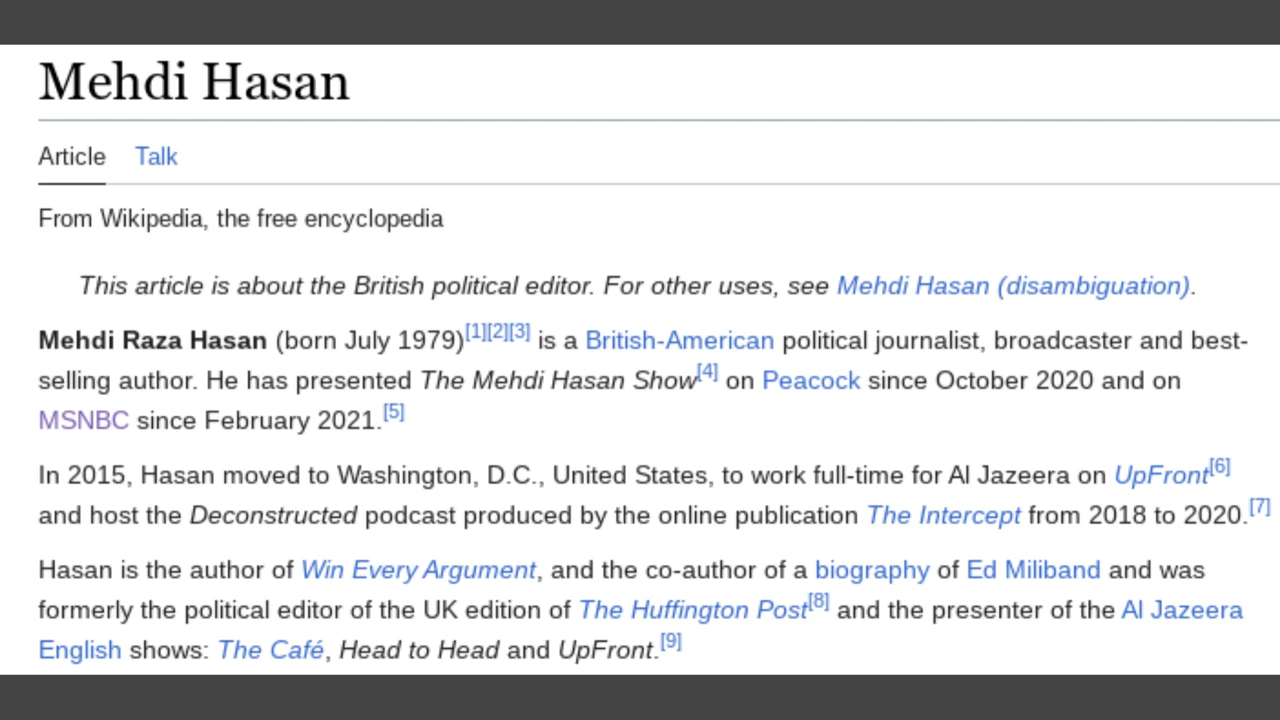 Mehdi Hasan
Article Talk
From Wikipedia, the free encyclopedia
This article is about the British political editor. For other uses, see Mehdi Hasan (disambiguation).
Mehdi Raza Hasan (born July 1979)[1][2][3] is a British-American political journalist, broadcaster and best-
selling author. He has presented The Mehdi Hasan Show[4] on Peacock since October 2020 and on
MSNBC since February 2021.[5]
In 2015, Hasan moved to Washington, D.C., United States, to work full-time for Al Jazeera on UpFront[6]
and host the Deconstructed podcast produced by the online publication The Intercept from 2018 to 2020.[7]
Hasan is the author of Win Every Argument, and the co-author of a biography of Ed Miliband and was
formerly the political editor of the UK edition of The Huffington Post[8] and the presenter of the Al Jazeera
English shows: The Café, Head to Head and UpFront.[9]